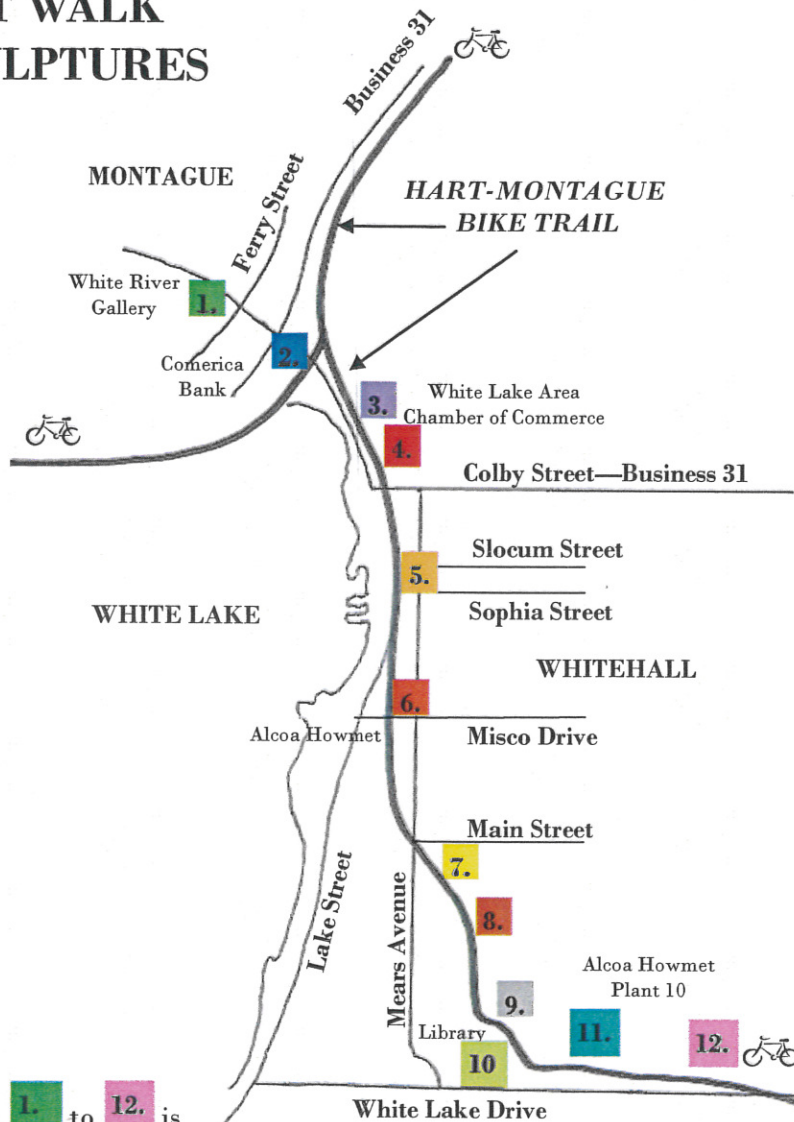 WALK
Business 31
MONTAGUE
HART-MONTAGUE
BIKE TRAIL
Ferry Street
White River
Gallery
1.
2.
Comerica
Bank
3.
White Lake Area
Chamber of Commerce
4.
Colby Street—Business 31
Slocum Street
5.
Sophia Street
WHITE LAKE
WHITEHALL
6.
Alcoa Howmet
Misco Drive
Main Street
7.
8.
Lake Street
Mears Avenue
Alcoa Howmet
Plant 10
9.
Library
11.
12.
10
White Lake Drive
1. to 12. is